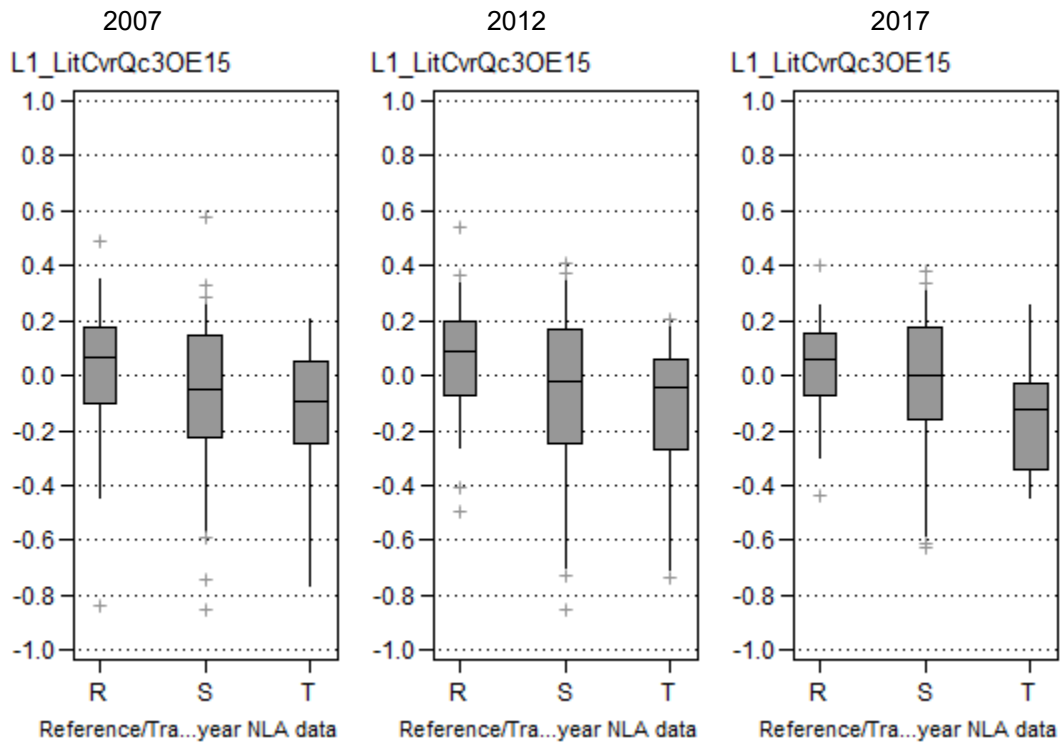 2007 2012 2017
L1_LitCvrQc3OE15 L1_LitCvrQc3OE15 L1_LitCvrQc3OE15
1.0 1.0 1.0
0.8 0.8 0.8
0.6 0.6 0.6
0.4 0.4 0.4
0.2 0.2 0.2
0.0 0.0 0.0
-0.2 -0.2 -0.2
-0.4 -0.4 -0.4
-0.6 -0.6 -0.6
-0.8 -0.8 -0.8
-1.0 -1.0 -1.0
R S T R S T R S T
Reference/Tra...year NLA data Reference/Tra...year NLA data Reference/Tra...year NLA data